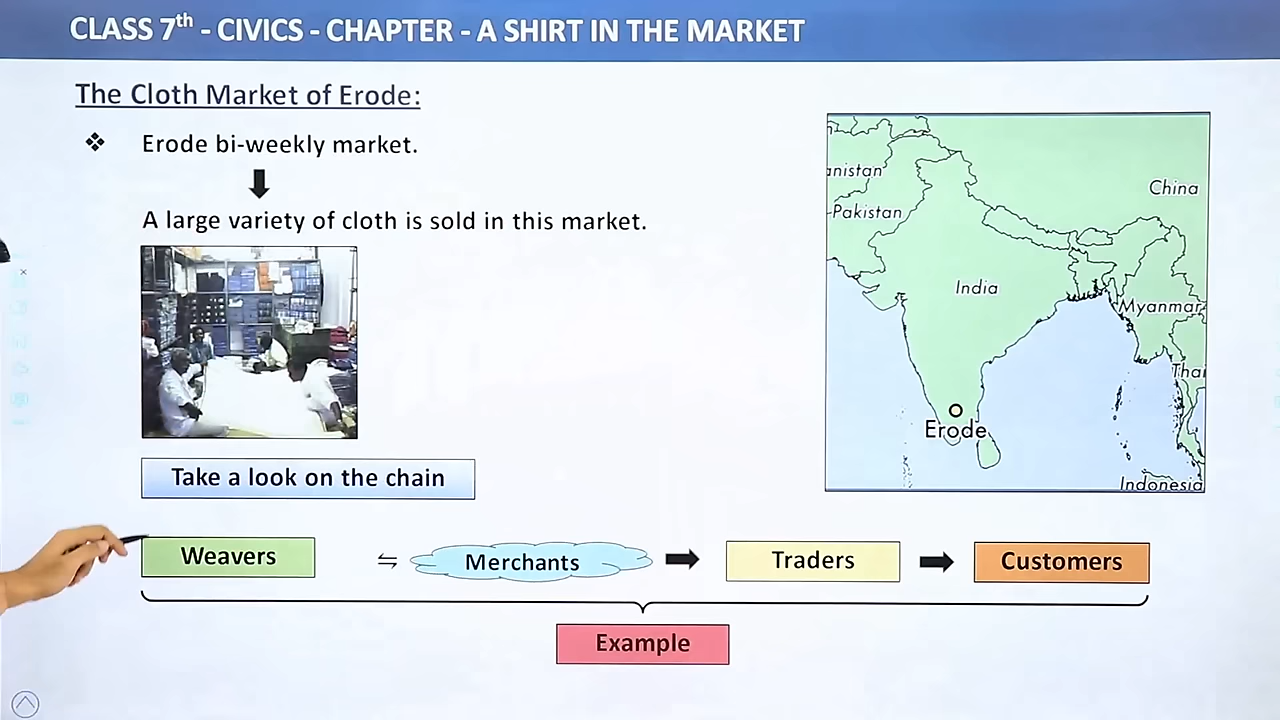 CLASS 7th - CIVICS - CHAPTER - A SHIRT IN THE MARKET
The Cloth Market of Erode:
❖ Erode bi-weekly market.
A large variety of cloth is sold in this market.
anistan
Pakistan
China
India
Myanmar
Thai
Erode
Indonesia
Take a look on the chain
Weavers ⇋ Merchants ➡ Traders ➡ Customers
Example